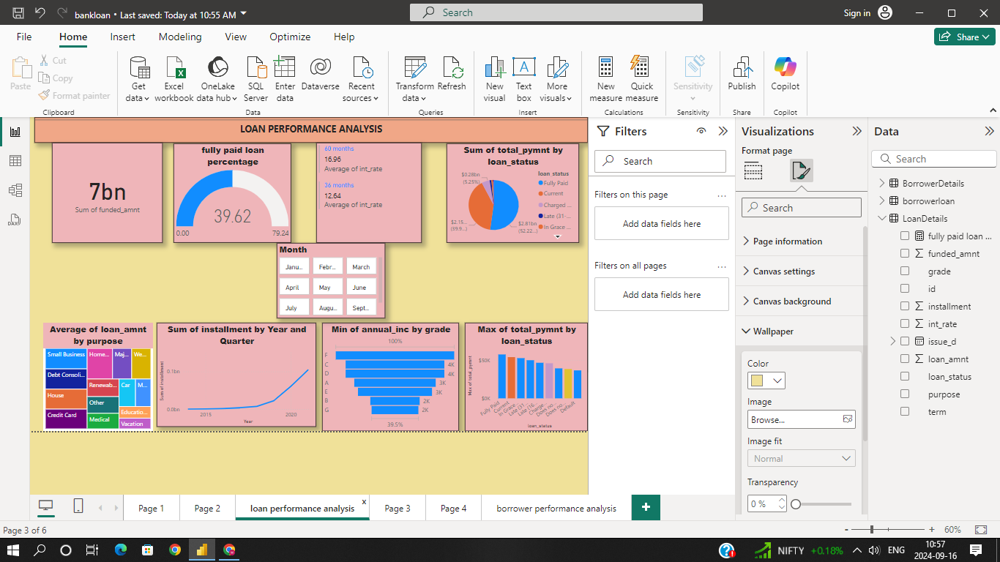 bankloan • Last saved: Today at 10:55 AM
Search
Sign in
File
Home
Insert
Modeling
View
Optimize
Help
Share
Paste
Cut
Copy
Format painter
Get data
Excel workbook
OneLake data hub
SQL Server
Enter data
Dataverse
Recent sources
Transform data
Refresh
New visual
Text box
More visuals
New measure
Quick measure
Sensitivity
Publish
Copilot
Clipboard
Data
Queries
Insert
Calculations
Sensitivity
Share
Copilot
LOAN PERFORMANCE ANALYSIS
7bn
Sum of funded_amnt
fully paid loan
percentage
39.62
0.00
79.24
60 months
16.96
Average of int_rate
36 months
12.64
Average of int_rate
Sum of total_pymnt by
loan_status
$0.28bn
(5.25%)
$2.15...
(39.9...
$2.81bn
(52.22...
loan_status
Fully Paid
Current
Charged ...
Late (31-...
In Grace ...
Month
Janu...
Febr...
March
April
May
June
July
Augu...
Sept...
Average of loan_amnt
by purpose
Small Business
Home...
Maj...
We...
Debt Consoli...
House
Credit Card
Renewab...
Other
Medical
Car
M...
Educatio...
Vacation
Sum of installment by Year and
Quarter
Sum of installment
0.1bn
0.0bn
2015
2020
Year
Min of annual_inc by grade
100%
F
C
4K
D
4K
A
3K
E
3K
B
2K
G
2K
39.5%
Max of total_pymnt by
loan_status
Max of total_pymnt
$50K
$0K
Fully Paid
Current
In Grace...
Late (31...
Late (16...
Charge...
Does no...
Does no...
Default
loan_status
Filters
Search
Filters on this page
...
Add data fields here
Filters on all pages
...
Add data fields here
Visualizations
Format page
Search
Page information
Canvas settings
Canvas background
Wallpaper
Color
Image
Browse...
Image fit
Normal
Transparency
0 %
Data
Search
BorrowerDetails
borrowerloan
LoanDetails
fully paid loan ...
funded_amnt
grade
id
installment
int_rate
issue_d
loan_amnt
loan_status
purpose
term
Page 1
Page 2
loan performance analysis
x
Page 3
Page 4
borrower performance analysis
+
Page 3 of 6
-
+
60%
NIFTY +0.18%
ENG
10:57
2024-09-16